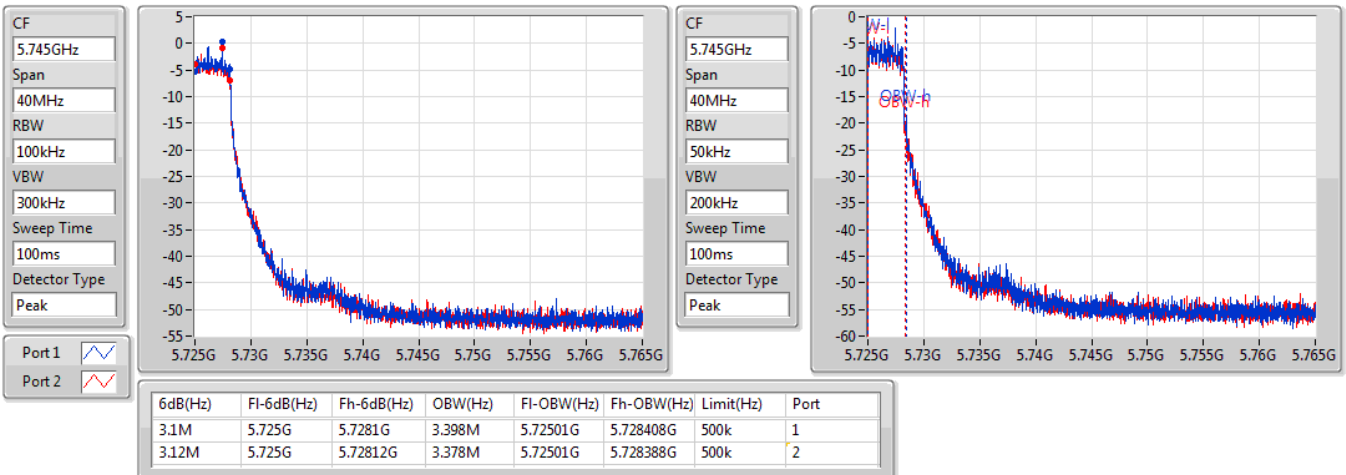 CF
5.745GHz
Span
40MHz
RBW
100kHz
VBW
300kHz
Sweep Time
100ms
Detector Type
Peak
5
0
-5
-10
-15
-20
-25
-30
-35
-40
-45
-50
-55
5.725G 5.73G 5.735G 5.74G 5.745G 5.75G 5.755G 5.76G 5.765G
CF
5.745GHz
Span
40MHz
RBW
50kHz
VBW
200kHz
Sweep Time
100ms
Detector Type
Peak
0
-5
-10
-15
-20
-25
-30
-35
-40
-45
-50
-55
-60
W-l
OBW-h
OBW-h
5.725G 5.73G 5.735G 5.74G 5.745G 5.75G 5.755G 5.76G 5.765G
Port 1
Port 2
6dB(Hz) Fl-6dB(Hz) Fh-6dB(Hz) OBW(Hz) Fl-OBW(Hz) Fh-OBW(Hz) Limit(Hz) Port
3.1M 5.725G 5.7281G 3.398M 5.72501G 5.728408G 500k 1
3.12M 5.725G 5.72812G 3.378M 5.72501G 5.728388G 500k 2